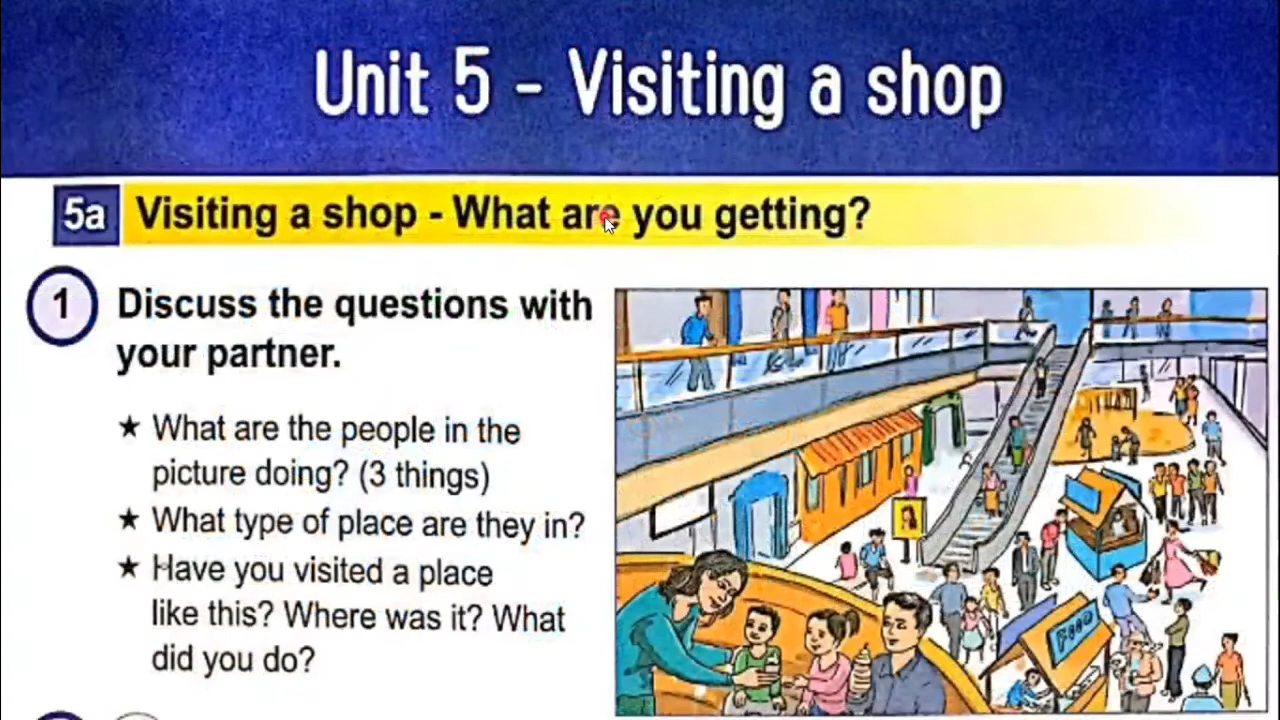 Unit 5 - Visiting a shop
5a Visiting a shop - What are you getting?
1 Discuss the questions with
your partner.
★ What are the people in the
picture doing? (3 things)
★ What type of place are they in?
★ Have you visited a place
like this? Where was it? What
did you do?
FOOD